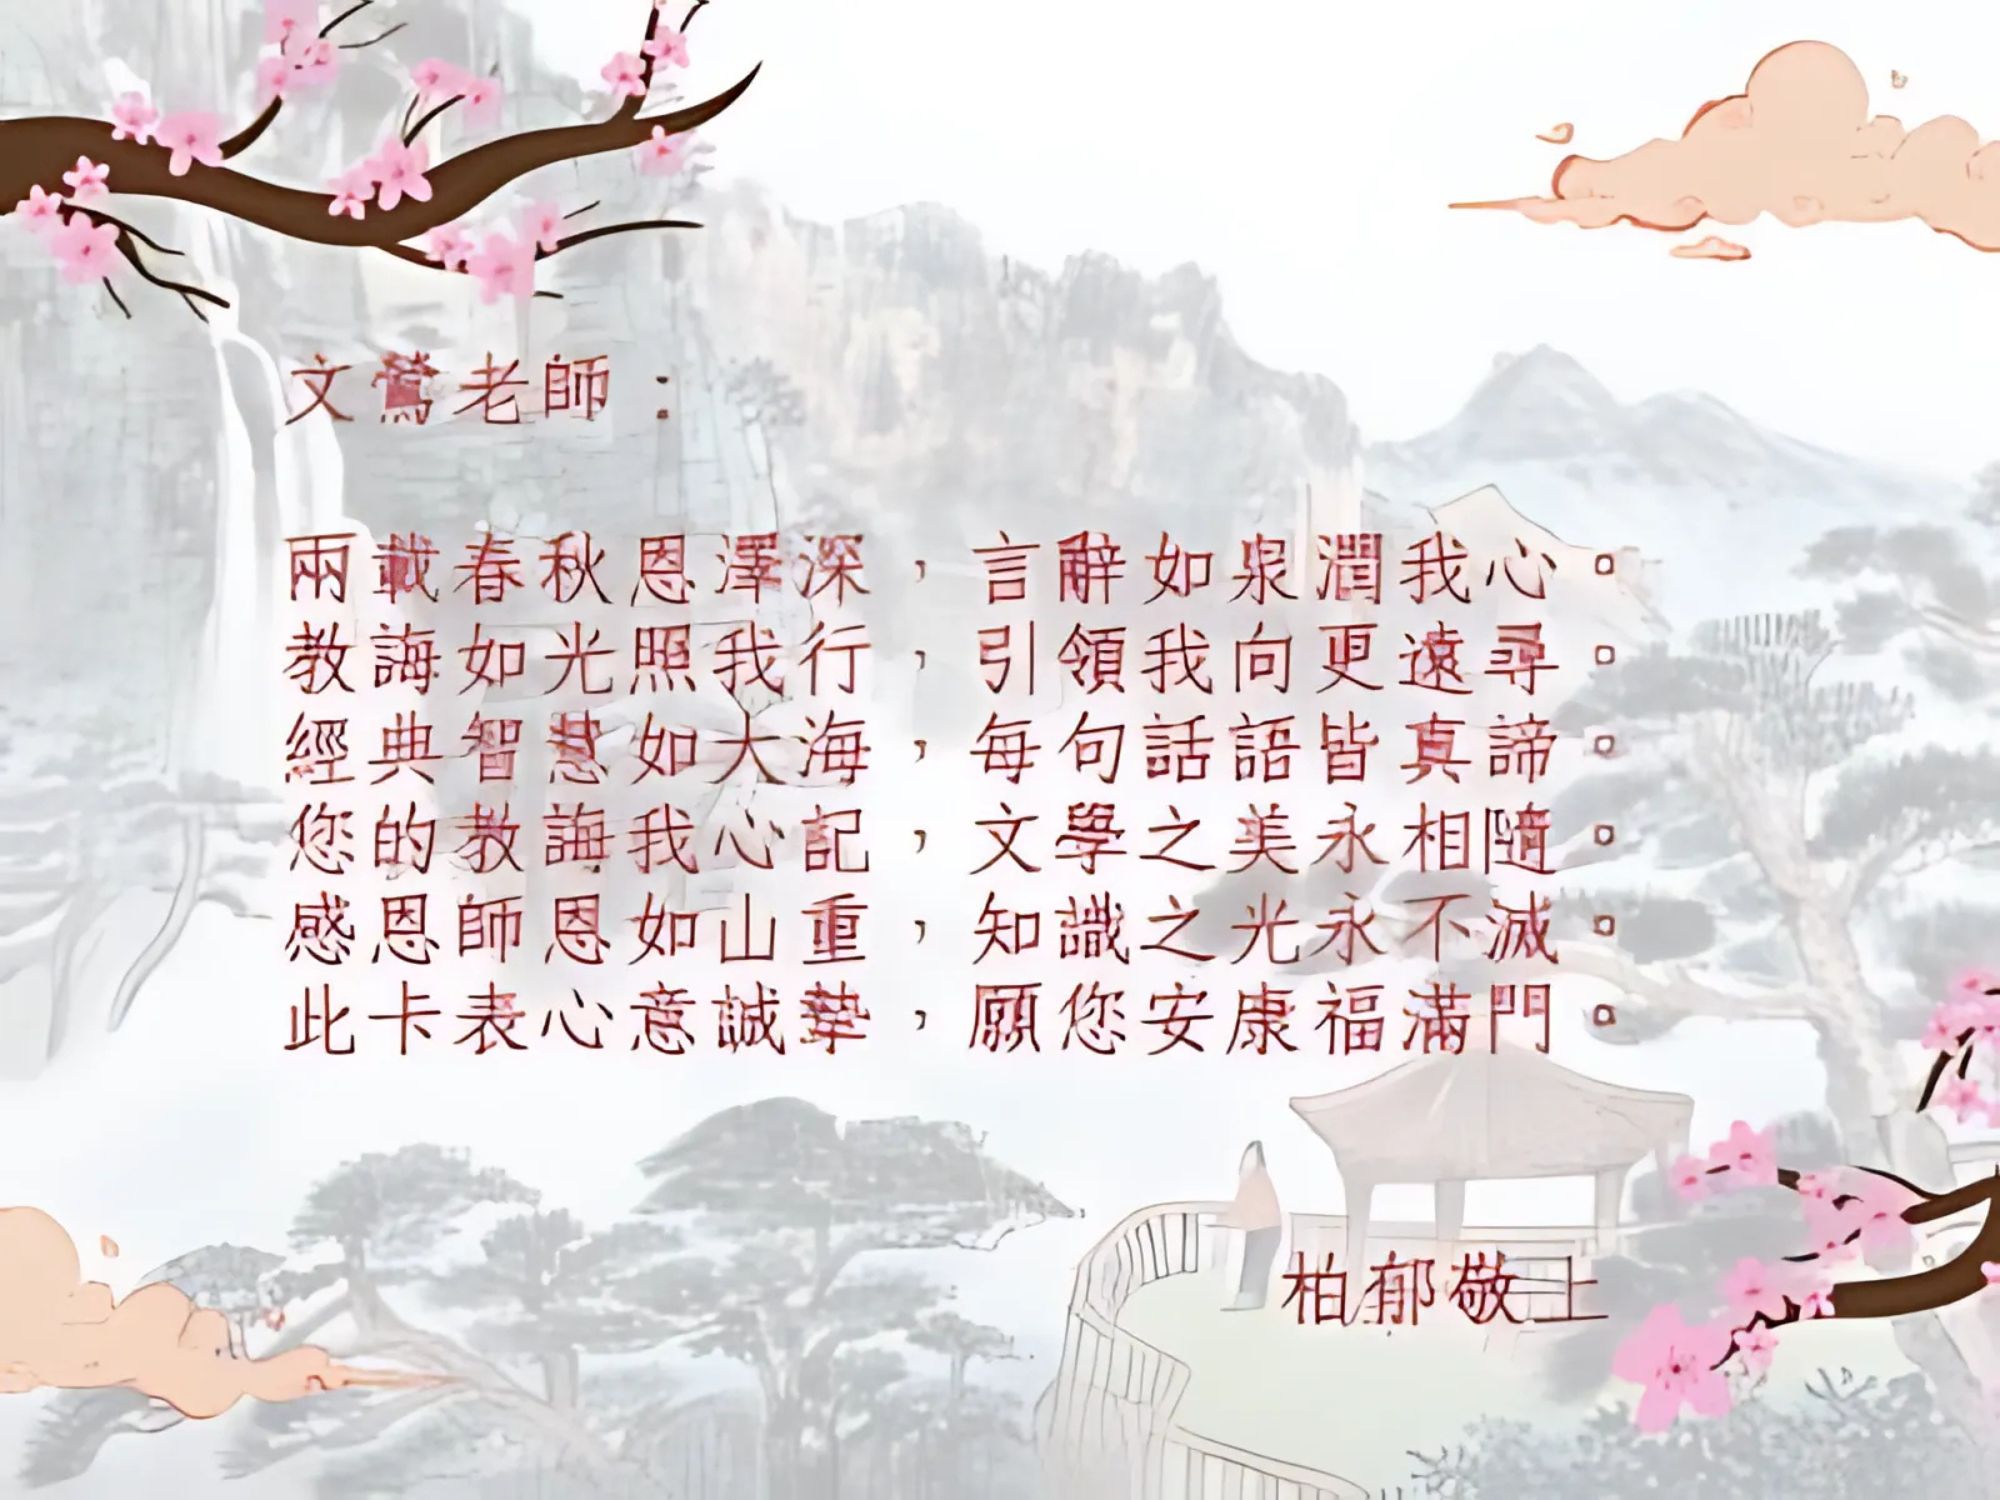 文鶯老師：
兩載春秋恩澤深，言辭如泉潤我心。
教誨如光照我行，引領我向更遠尋。
經典智慧如大海，每句話語皆真諦。
您的教誨我心記，文學之美永相隨。
感恩師恩如山重，知識之光永不滅。
此卡表心意誠摯，願您安康福滿門。
柏郁敬上